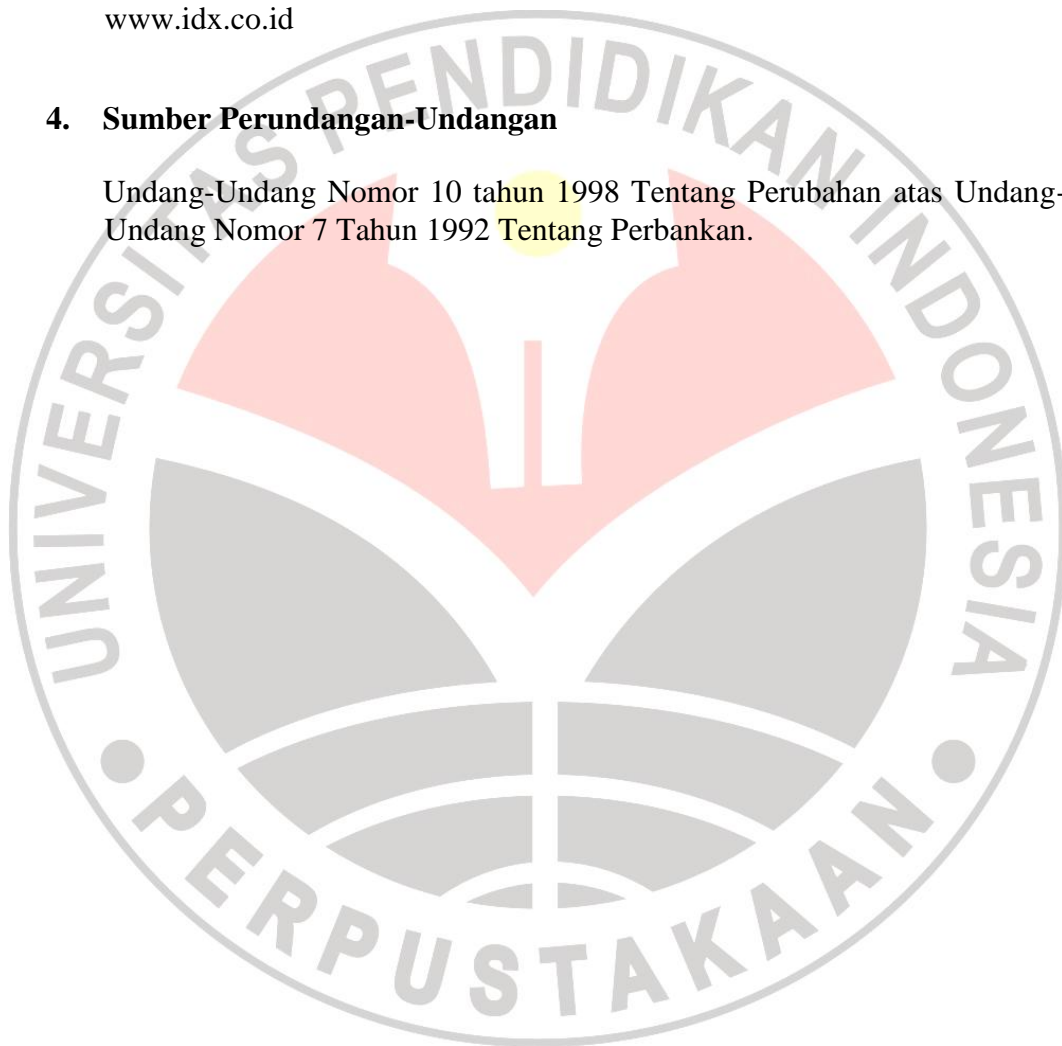 www.idx.co.id
4. Sumber Perundangan-Undangan
Undang-Undang Nomor 10 tahun 1998 Tentang Perubahan atas Undang-
Undang Nomor 7 Tahun 1992 Tentang Perbankan.
UNIVERSITAS PENDIDIKAN INDONESIA
PERPUSTAKAAN